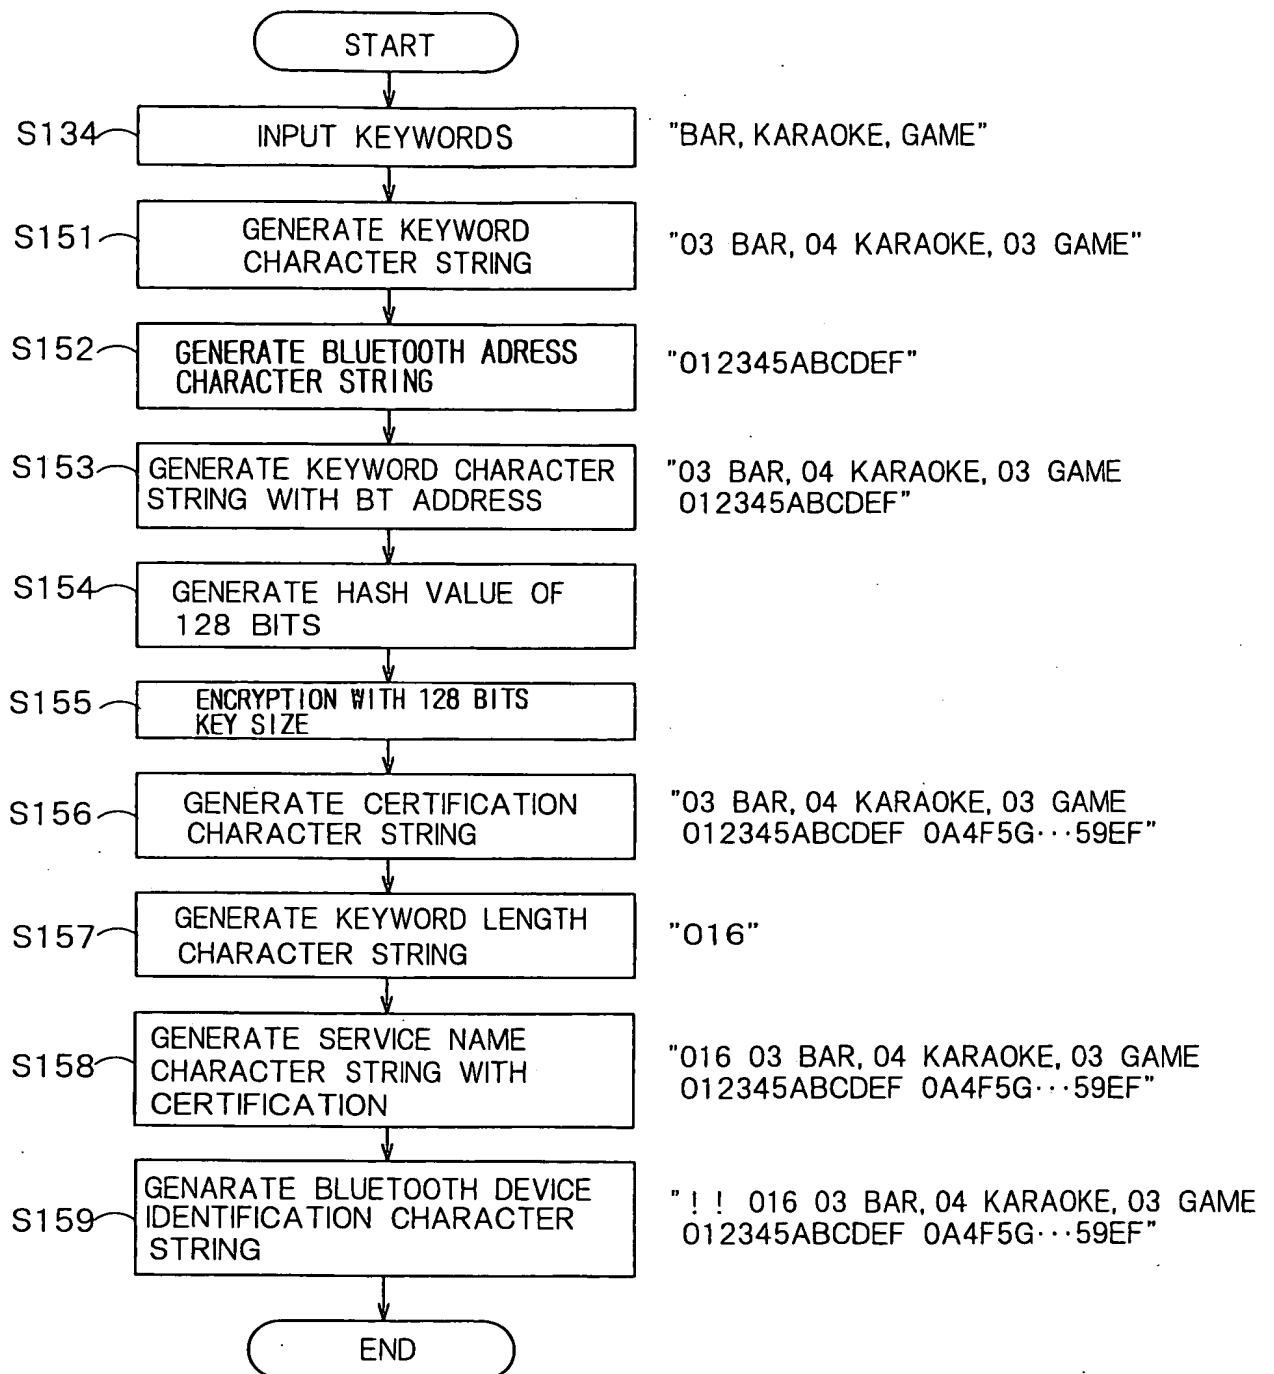 START
S134
INPUT KEYWORDS
"BAR, KARAOKE, GAME"
S151
GENERATE KEYWORD
CHARACTER STRING
"03 BAR, 04 KARAOKE, 03 GAME"
S152
GENERATE BLUETOOTH ADRESS
CHARACTER STRING
"012345ABCDEF"
S153
GENERATE KEYWORD CHARACTER
STRING WITH BT ADDRESS
"03 BAR, 04 KARAOKE, 03 GAME
012345ABCDEF"
S154
GENERATE HASH VALUE OF
128 BITS
S155
ENCRYPTION WITH 128 BITS
KEY SIZE
S156
GENERATE CERTIFICATION
CHARACTER STRING
"03 BAR, 04 KARAOKE, 03 GAME
012345ABCDEF 0A4F5G···59EF"
S157
GENERATE KEYWORD LENGTH
CHARACTER STRING
"016"
S158
GENERATE SERVICE NAME
CHARACTER STRING WITH
CERTIFICATION
"016 03 BAR, 04 KARAOKE, 03 GAME
012345ABCDEF 0A4F5G···59EF"
S159
GENARATE BLUETOOTH DEVICE
IDENTIFICATION CHARACTER
STRING
"! ! 016 03 BAR, 04 KARAOKE, 03 GAME
012345ABCDEF 0A4F5G···59EF"
END